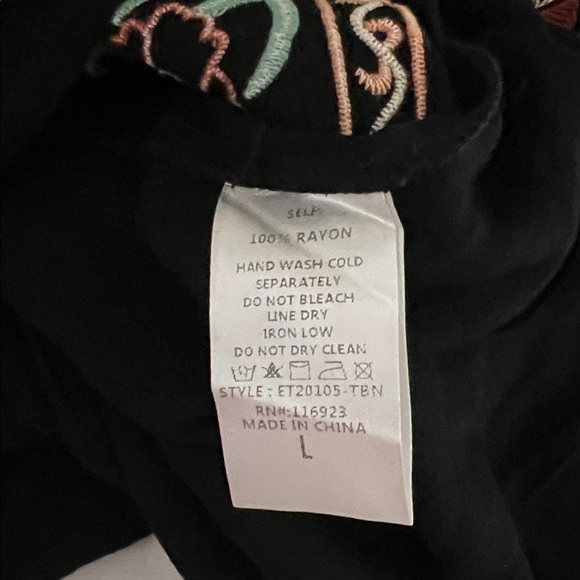 SELF:
100% RAYON
HAND WASH COLD
SEPARATELY
DO NOT BLEACH
LINE DRY
IRON LOW
DO NOT DRY CLEAN
STYLE : ET20105-TBN
RN#:116923
MADE IN CHINA
L